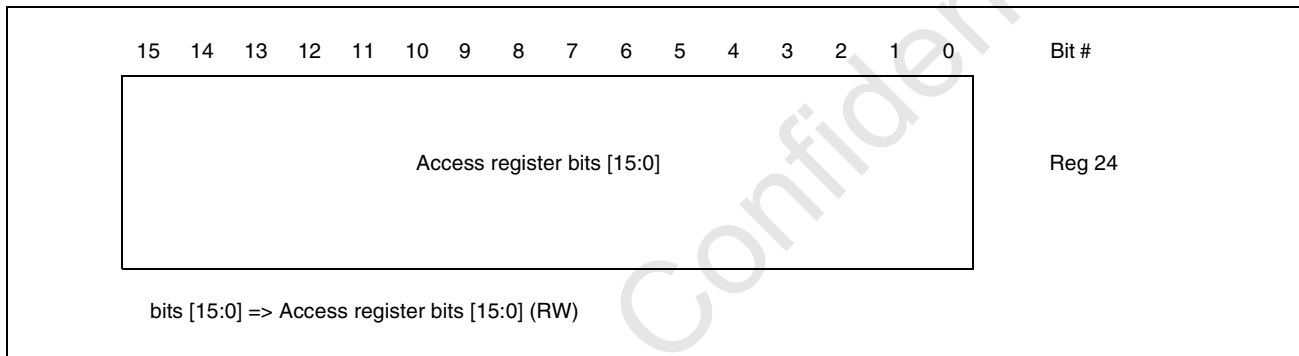 15 14 13 12 11 10 9 8 7 6 5 4 3 2 1 0 Bit #
Access register bits [15:0] Reg 24
bits [15:0] => Access register bits [15:0] (RW)
Confiden